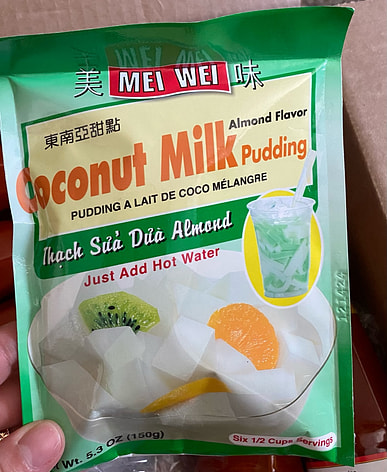 美 MEI WEI 味
東南亞甜點
Almond Flavor
Coconut Milk Pudding
PUDDING A LAIT DE COCO MÉLANGRE
Thạch Sửa Dừa Almond
Just Add Hot Water
121424
Wt. 5.3 OZ (150g)
Six 1/2 Cups Servings